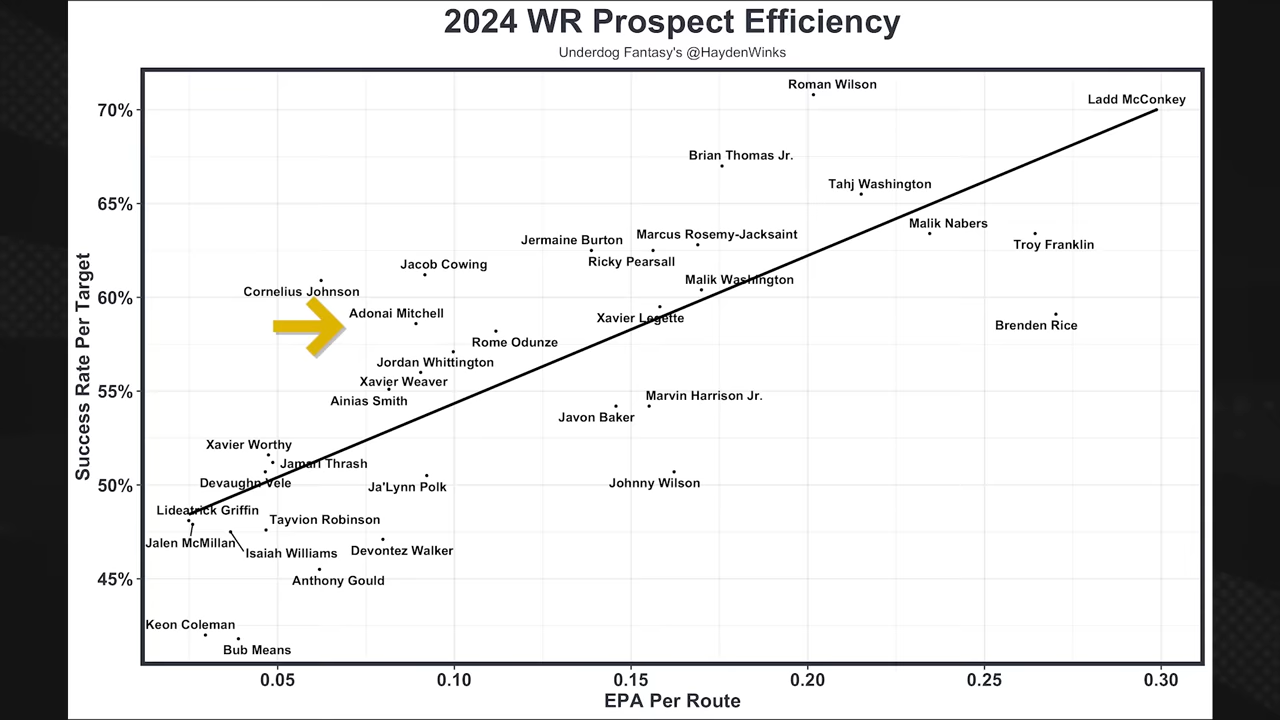 2024 WR Prospect Efficiency
Underdog Fantasy's @HaydenWinks
Roman Wilson
Ladd McConkey
70%
Brian Thomas Jr.
Tahj Washington
65%
Malik Nabers
Marcus Rosemy-Jacksaint
Jermaine Burton
Troy Franklin
Ricky Pearsall
Jacob Cowing
Malik Washington
Cornelius Johnson
60%
Adonai Mitchell
Xavier Legette
Brenden Rice
Rome Odunze
Jordan Whittington
Xavier Weaver
55%
Marvin Harrison Jr.
Ainias Smith
Javon Baker
Xavier Worthy
Jamari Thrash
Devaughn Vele
Johnny Wilson
50%
Ja'Lynn Polk
Lideatrick Griffin
Tayvion Robinson
Jalen McMillan
Devontez Walker
Isaiah Williams
45%
Anthony Gould
Keon Coleman
Bub Means
Success Rate Per Target
0.05 0.10 0.15 0.20 0.25 0.30
EPA Per Route